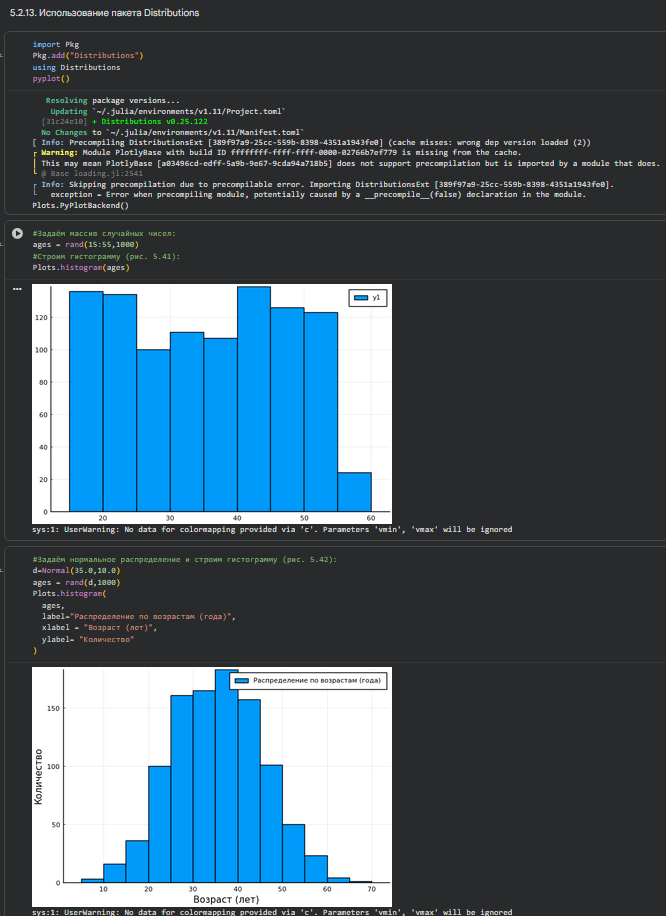 5.2.13. Использование пакета Distributions
import Pkg
Pkg.add("Distributions")
using Distributions
pyplot()
Resolving package versions...
Updating `~/.julia/environments/v1.11/Project.toml`
[31c24e10] + Distributions v0.25.122
No Changes to `~/.julia/environments/v1.11/Manifest.toml`
[ Info: Precompiling DistributionsExt [389f97a9-25cc-559b-8398-4351a1943fe0] (cache misses: wrong dep version loaded (2))
┌ Warning: Module PlotlyBase with build ID ffffffff-ffff-ffff-0000-02766b7ef779 is missing from the cache.
│ This may mean PlotlyBase [a03496cd-edff-5a9b-9e67-9cda94a718b5] does not support precompilation but is imported by a module that does.
└ @ Base loading.jl:2541
┌ Info: Skipping precompilation due to precompilable error. Importing DistributionsExt [389f97a9-25cc-559b-8398-4351a1943fe0].
└   exception = Error when precompiling module, potentially caused by a __precompile__(false) declaration in the module.
Plots.PyPlotBackend()
#Задаём массив случайных чисел:
ages = rand(15:55,1000)
#Строим гистограмму (рис. 5.41):
Plots.histogram(ages)
y1
120
100
80
60
40
20
0
20 30 40 50 60
sys:1: UserWarning: No data for colormapping provided via 'c'. Parameters 'vmin', 'vmax' will be ignored
#Задаём нормальное распределение и строим гистограмму (рис. 5.42):
d=Normal(35.0,10.0)
ages = rand(d,1000)
Plots.histogram(
ages,
label="Распределение по возрастам (года)",
xlabel = "Возраст (лет)",
ylabel= "Количество"
)
Распределение по возрастам (года)
150
100
50
0
Количество
10 20 30 40 50 60 70
Возраст (лет)
sys:1: UserWarning: No data for colormapping provided via 'c'. Parameters 'vmin', 'vmax' will be ignored